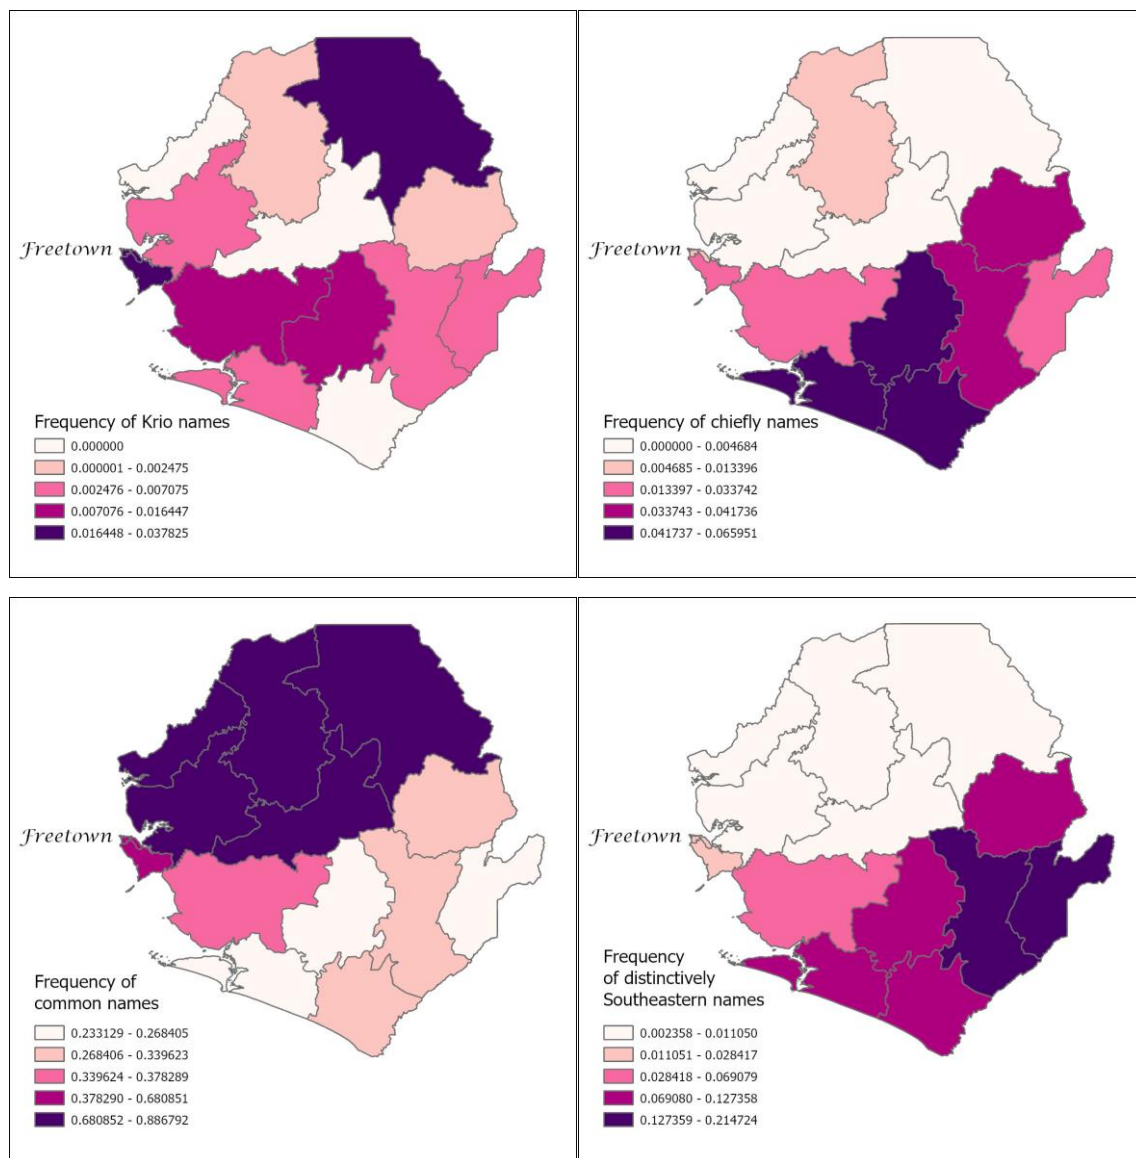 Freetown
Frequency of Krio names
0.000000
0.000001 - 0.002475
0.002476 - 0.007075
0.007076 - 0.016447
0.016448 - 0.037825
Freetown
Frequency of chiefly names
0.000000 - 0.004684
0.004685 - 0.013396
0.013397 - 0.033742
0.033743 - 0.041736
0.041737 - 0.065951
Freetown
Frequency of
common names
0.233129 - 0.268405
0.268406 - 0.339623
0.339624 - 0.378289
0.378290 - 0.680851
0.680852 - 0.886792
Freetown
Frequency
of distinctively
Southeastern names
0.002358 - 0.011050
0.011051 - 0.028417
0.028418 - 0.069079
0.069080 - 0.127358
0.127359 - 0.214724